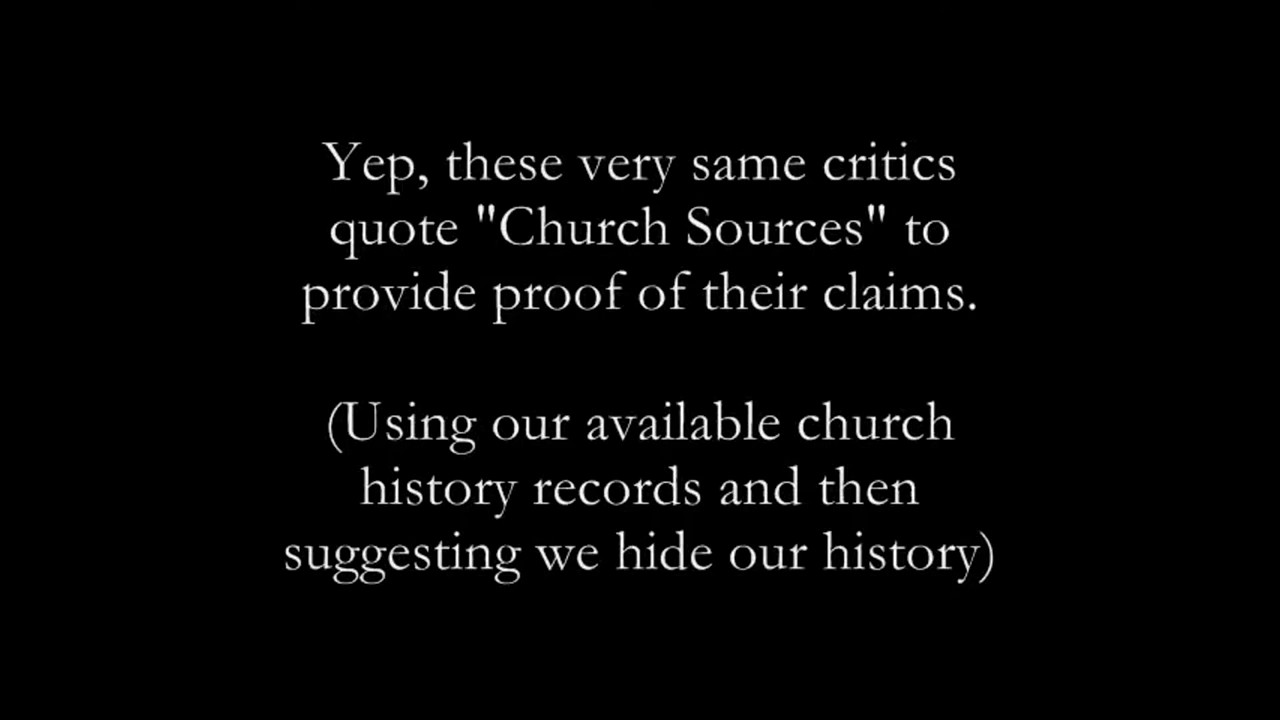 Yep, these very same critics
quote "Church Sources" to
provide proof of their claims.
(Using our available church
history records and then
suggesting we hide our history)